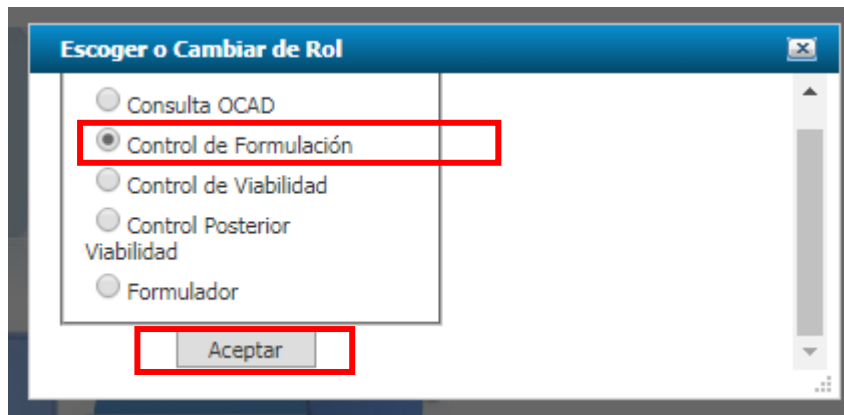 Escoger o Cambiar de Rol
Consulta OCAD
Control de Formulación
Control de Viabilidad
Control Posterior
Viabilidad
Formulador
Aceptar